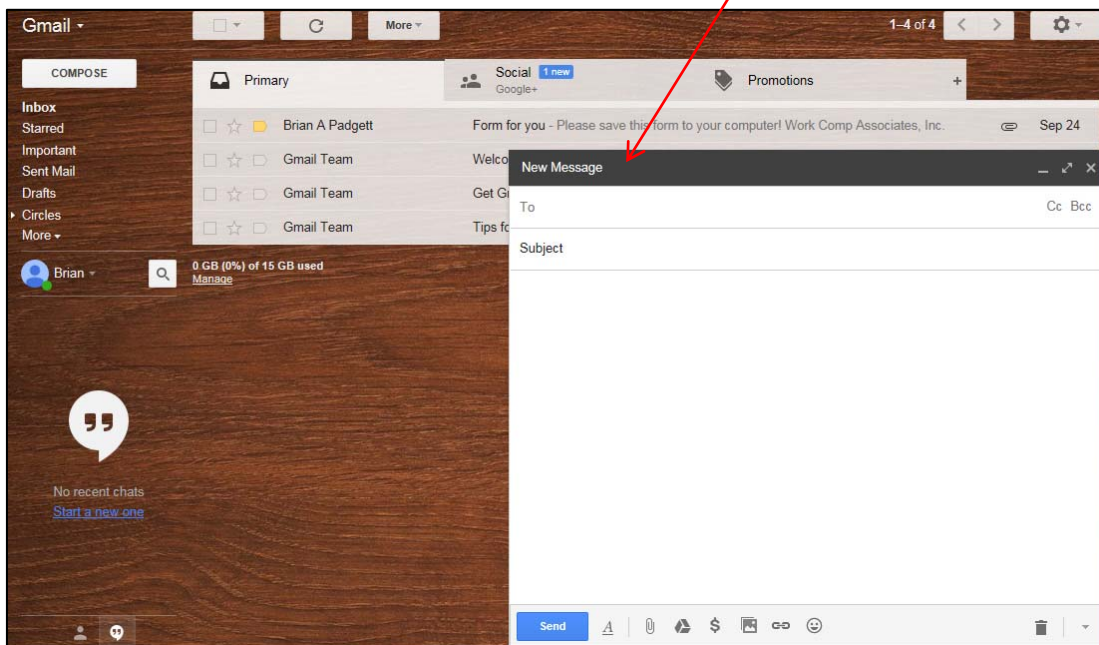 Gmail
More
1–4 of 4
COMPOSE
Primary
Social 1 new
Google+
Promotions
+
Inbox
Starred
Important
Sent Mail
Drafts
Circles
More
Brian A Padgett Form for you - Please save this form to your computer! Work Comp Associates, Inc. Sep 24
Gmail Team
Gmail Team
Gmail Team Tips
New Message
To Cc Bcc
Subject
Brian
0 GB (0%) of 15 GB used
Manage
No recent chats
Start a new one
Send A $